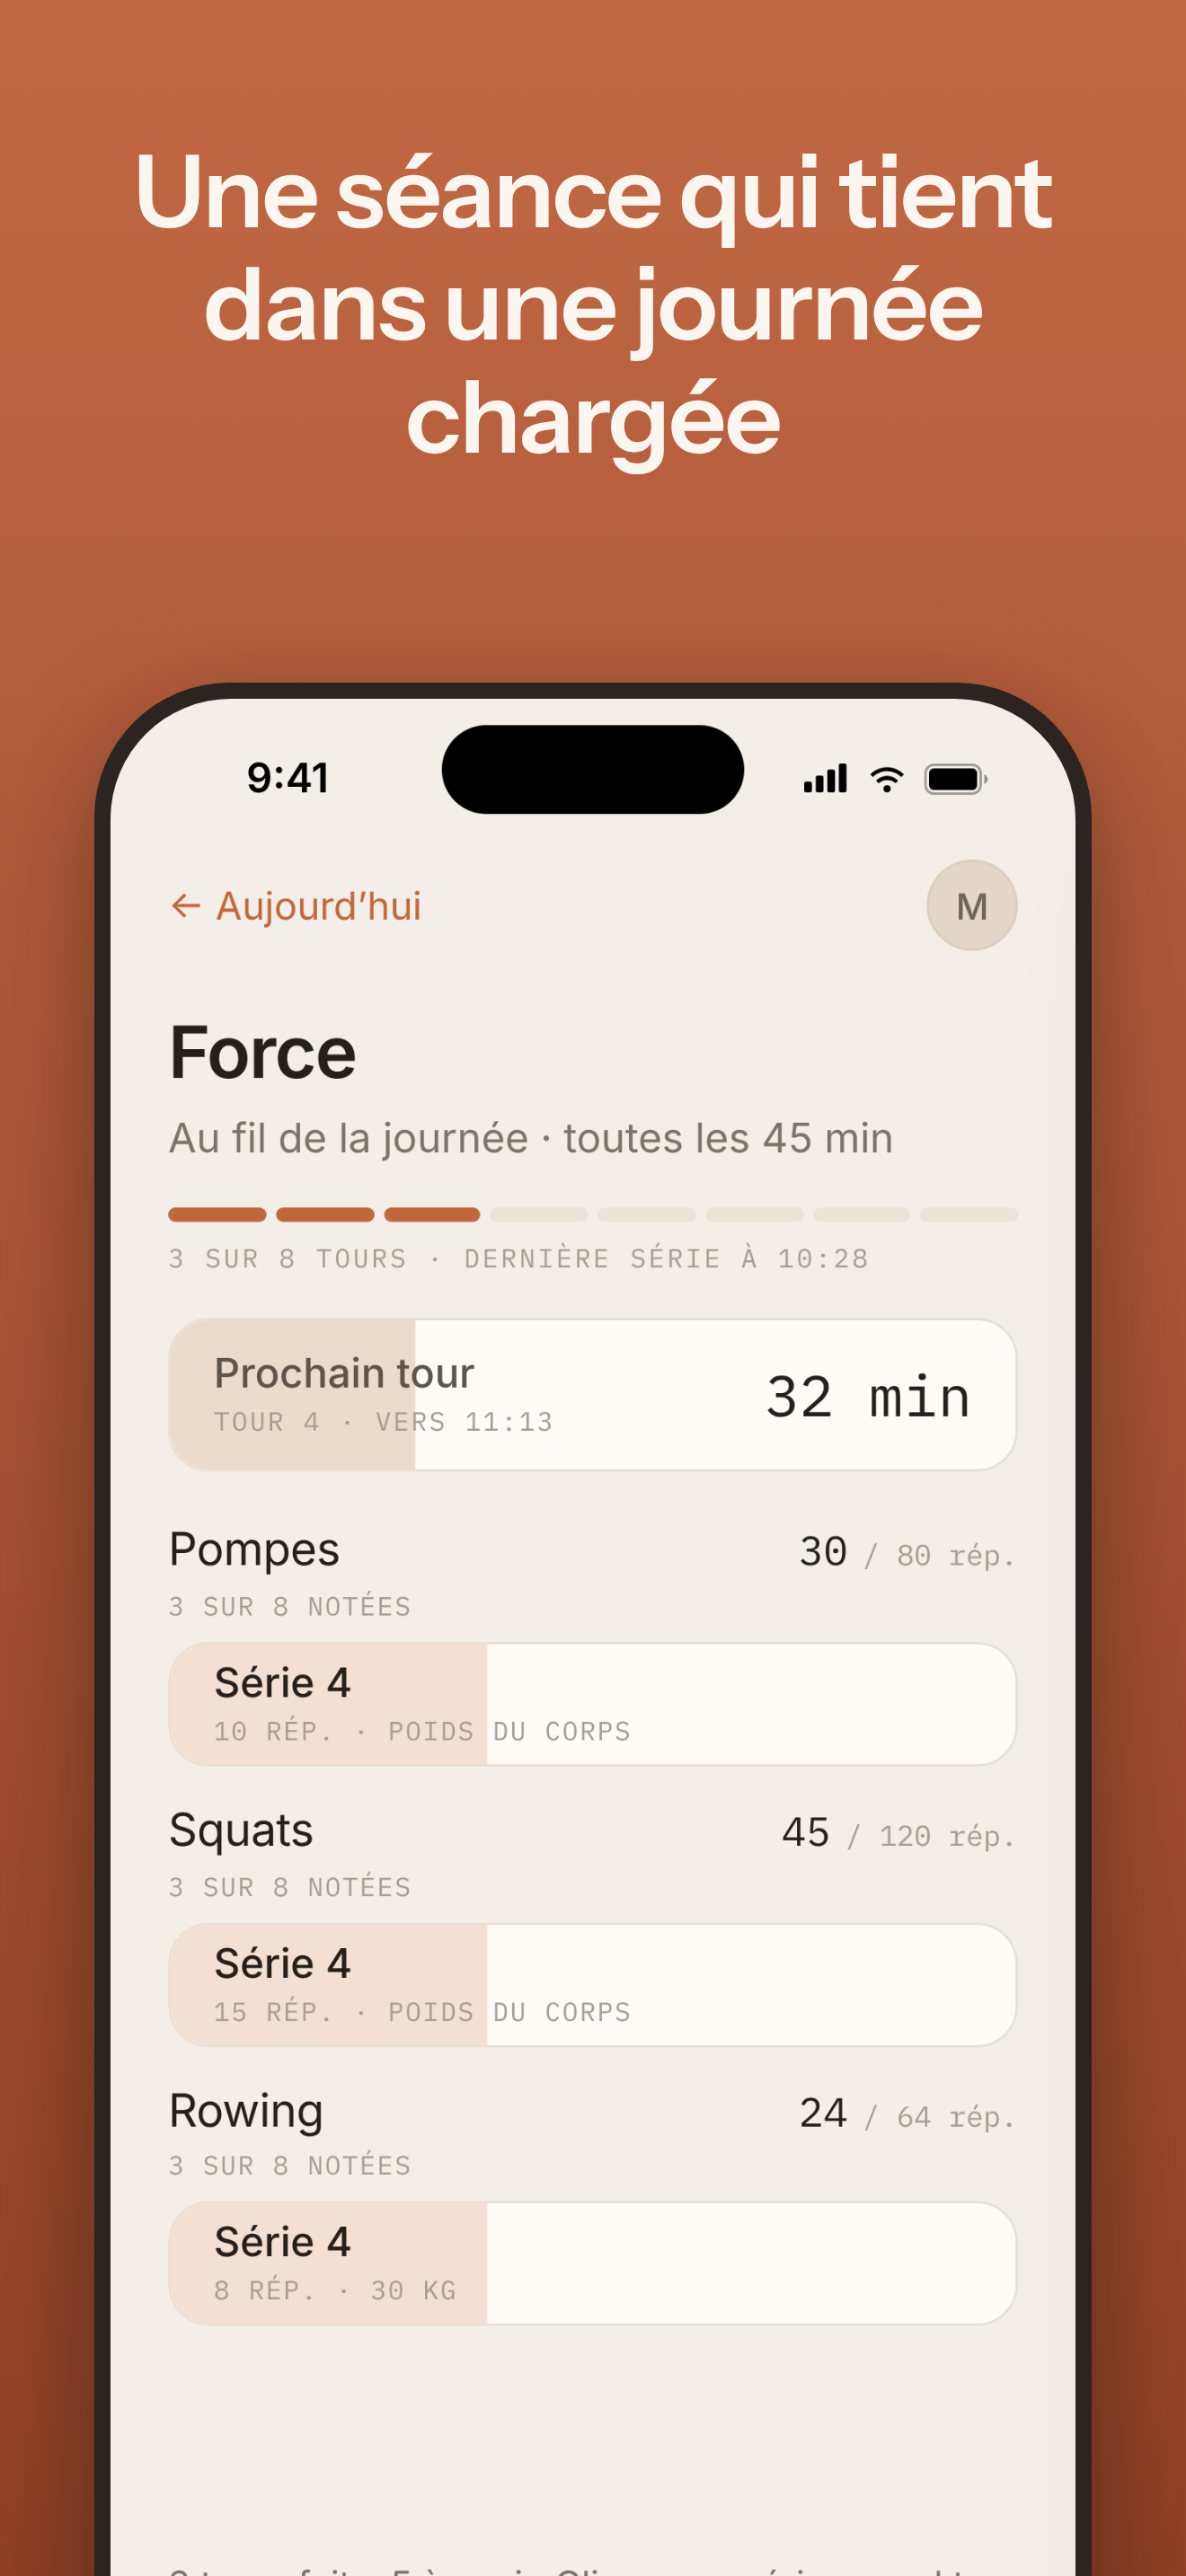 Une séance qui tient
dans une journée
chargée
9:41
← Aujourd’hui
M
Force
Au fil de la journée · toutes les 45 min
3 SUR 8 TOURS · DERNIÈRE SÉRIE À 10:28
Prochain tour
32 min
TOUR 4 · VERS 11:13
Pompes
30 / 80 rép.
3 SUR 8 NOTÉES
Série 4
10 RÉP. · POIDS DU CORPS
Squats
45 / 120 rép.
3 SUR 8 NOTÉES
Série 4
15 RÉP. · POIDS DU CORPS
Rowing
24 / 64 rép.
3 SUR 8 NOTÉES
Série 4
8 RÉP. · 30 KG